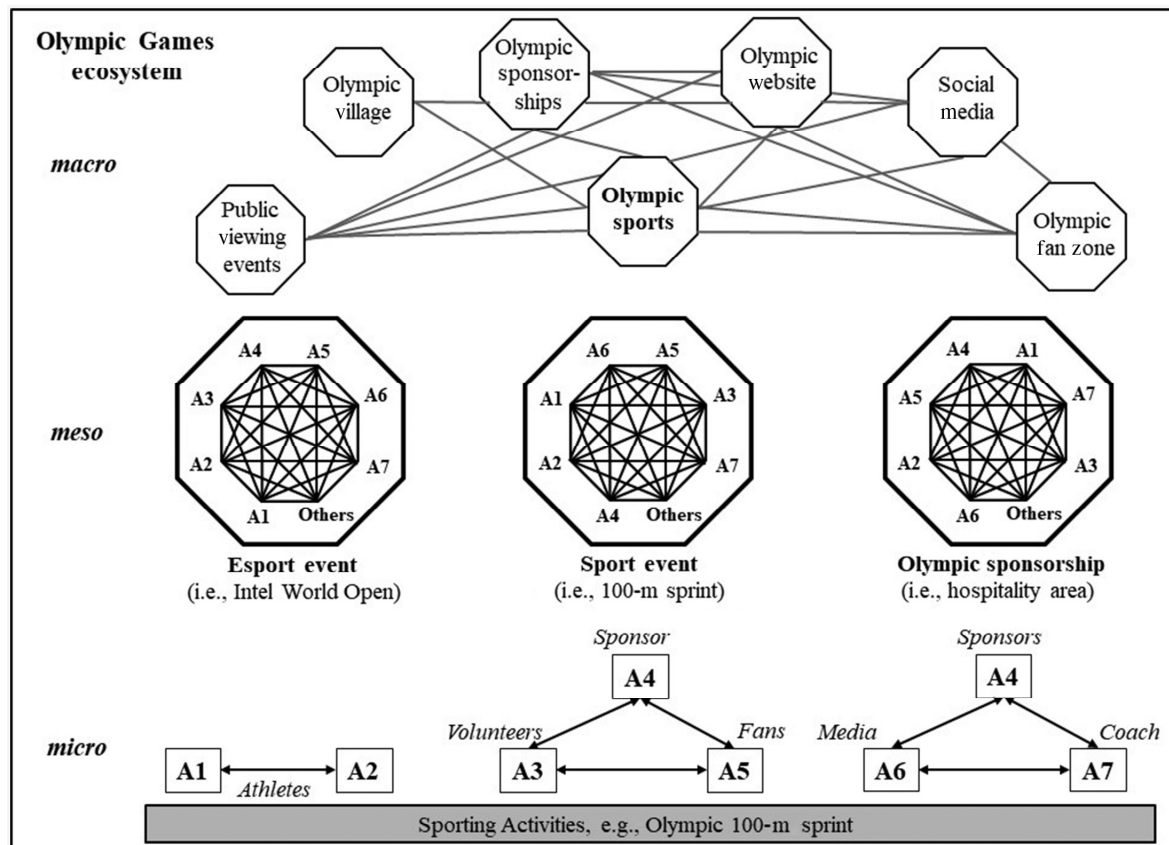 Olympic Games
ecosystem
Olympic
village
Olympic
sponsor-
ships
Olympic
website
Social
media
macro
Public
viewing
events
Olympic
sports
Olympic
fan zone
meso
A4
A5
A3
A6
A2
A7
A1
Others
Esport event
(i.e., Intel World Open)
A6
A5
A1
A3
A2
A7
A4
Others
Sport event
(i.e., 100-m sprint)
A4
A1
A5
A7
A2
A3
A6
Others
Olympic sponsorship
(i.e., hospitality area)
micro
A1
A2
Athletes
Sponsor
A4
Volunteers
Fans
A3
A5
Sponsors
A4
Media
Coach
A6
A7
Sporting Activities, e.g., Olympic 100-m sprint